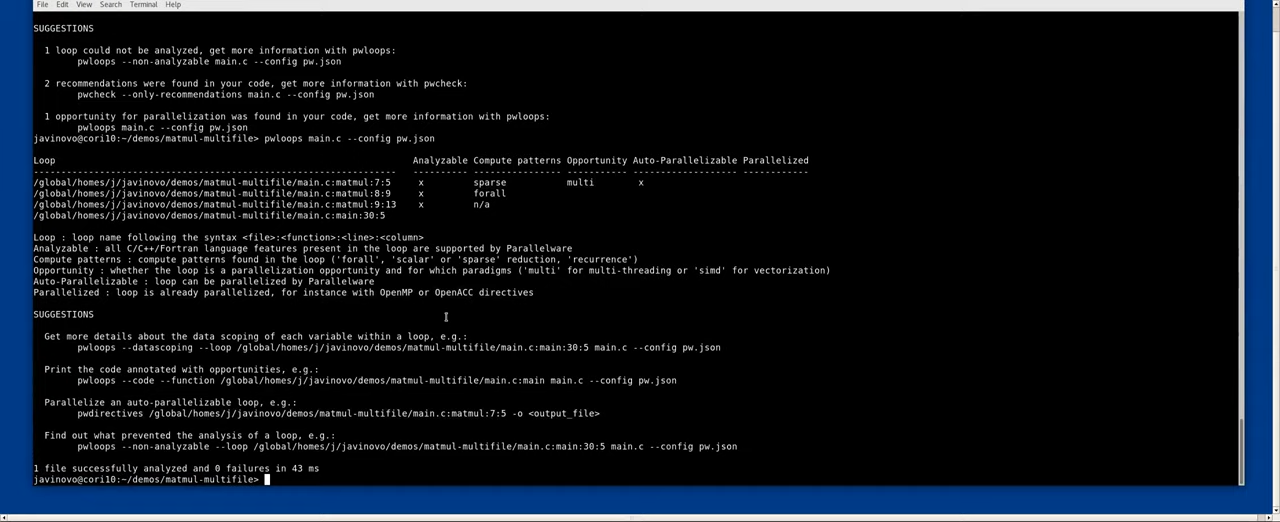 File Edit View Search Terminal Help
SUGGESTIONS
1 loop could not be analyzed, get more information with pwloops:
pwloops --non-analyzable main.c --config pw.json
2 recommendations were found in your code, get more information with pwcheck:
pwcheck --only-recommendations main.c --config pw.json
1 opportunity for parallelization was found in your code, get more information with pwloops:
pwloops main.c --config pw.json
javinovo@cori10:~/demos/matmul-multifile> pwloops main.c --config pw.json
Loop Analyzable Compute patterns Opportunity Auto-Parallelizable Parallelized
---------------------------------------------------------------- ---------- ---------------- ----------- ------------------- ------------
/global/homes/j/javinovo/demos/matmul-multifile/main.c:matmul:7:5 x sparse multi x
/global/homes/j/javinovo/demos/matmul-multifile/main.c:matmul:8:9 x forall
/global/homes/j/javinovo/demos/matmul-multifile/main.c:matmul:9:13 x n/a
/global/homes/j/javinovo/demos/matmul-multifile/main.c:main:30:5
Loop : loop name following the syntax <file>:<function>:<line>:<column>
Analyzable : all C/C++/Fortran language features present in the loop are supported by Parallelware
Compute patterns : compute patterns found in the loop ('forall', 'scalar' or 'sparse' reduction, 'recurrence')
Opportunity : whether the loop is a parallelization opportunity and for which paradigms ('multi' for multi-threading or 'simd' for vectorization)
Auto-Parallelizable : loop can be parallelized by Parallelware
Parallelized : loop is already parallelized, for instance with OpenMP or OpenACC directives
SUGGESTIONS
Get more details about the data scoping of each variable within a loop, e.g.:
pwloops --datascoping --loop /global/homes/j/javinovo/demos/matmul-multifile/main.c:main:30:5 main.c --config pw.json
Print the code annotated with opportunities, e.g.:
pwloops --code --function /global/homes/j/javinovo/demos/matmul-multifile/main.c:main main.c --config pw.json
Parallelize an auto-parallelizable loop, e.g.:
pwdirectives /global/homes/j/javinovo/demos/matmul-multifile/main.c:matmul:7:5 -o <output_file>
Find out what prevented the analysis of a loop, e.g.:
pwloops --non-analyzable --loop /global/homes/j/javinovo/demos/matmul-multifile/main.c:main:30:5 main.c --config pw.json
1 file successfully analyzed and 0 failures in 43 ms
javinovo@cori10:~/demos/matmul-multifile>